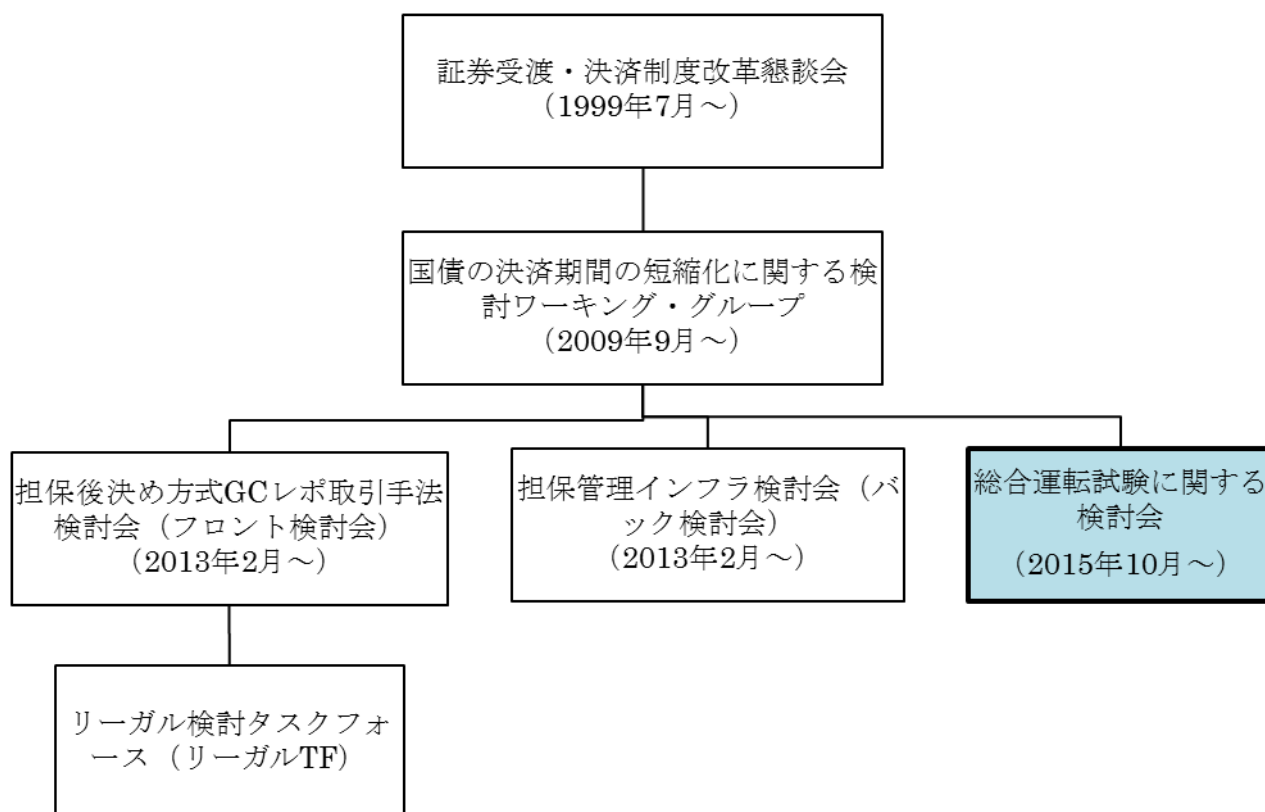 証券受渡・決済制度改革懇談会
（1999年7月～）
国債の決済期間の短縮化に関する検
討ワーキング・グループ
（2009年9月～）
担保後決め方式GCレポ取引手法
検討会（フロント検討会）
（2013年2月～）
担保管理インフラ検討会（バ
ック検討会）
（2013年2月～）
総合運転試験に関する
検討会
（2015年10月～）
リーガル検討タスクフォ
ース（リーガルTF）